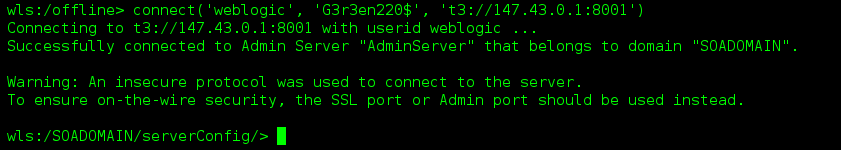 wls:/offline> connect('weblogic', 'G3r3en220$', 't3://147.43.0.1:8001')
Connecting to t3://147.43.0.1:8001 with userid weblogic ...
Successfully connected to Admin Server "AdminServer" that belongs to domain "SOADOMAIN".
Warning: An insecure protocol was used to connect to the server.
To ensure on-the-wire security, the SSL port or Admin port should be used instead.
wls:/SOADOMAIN/serverConfig/>